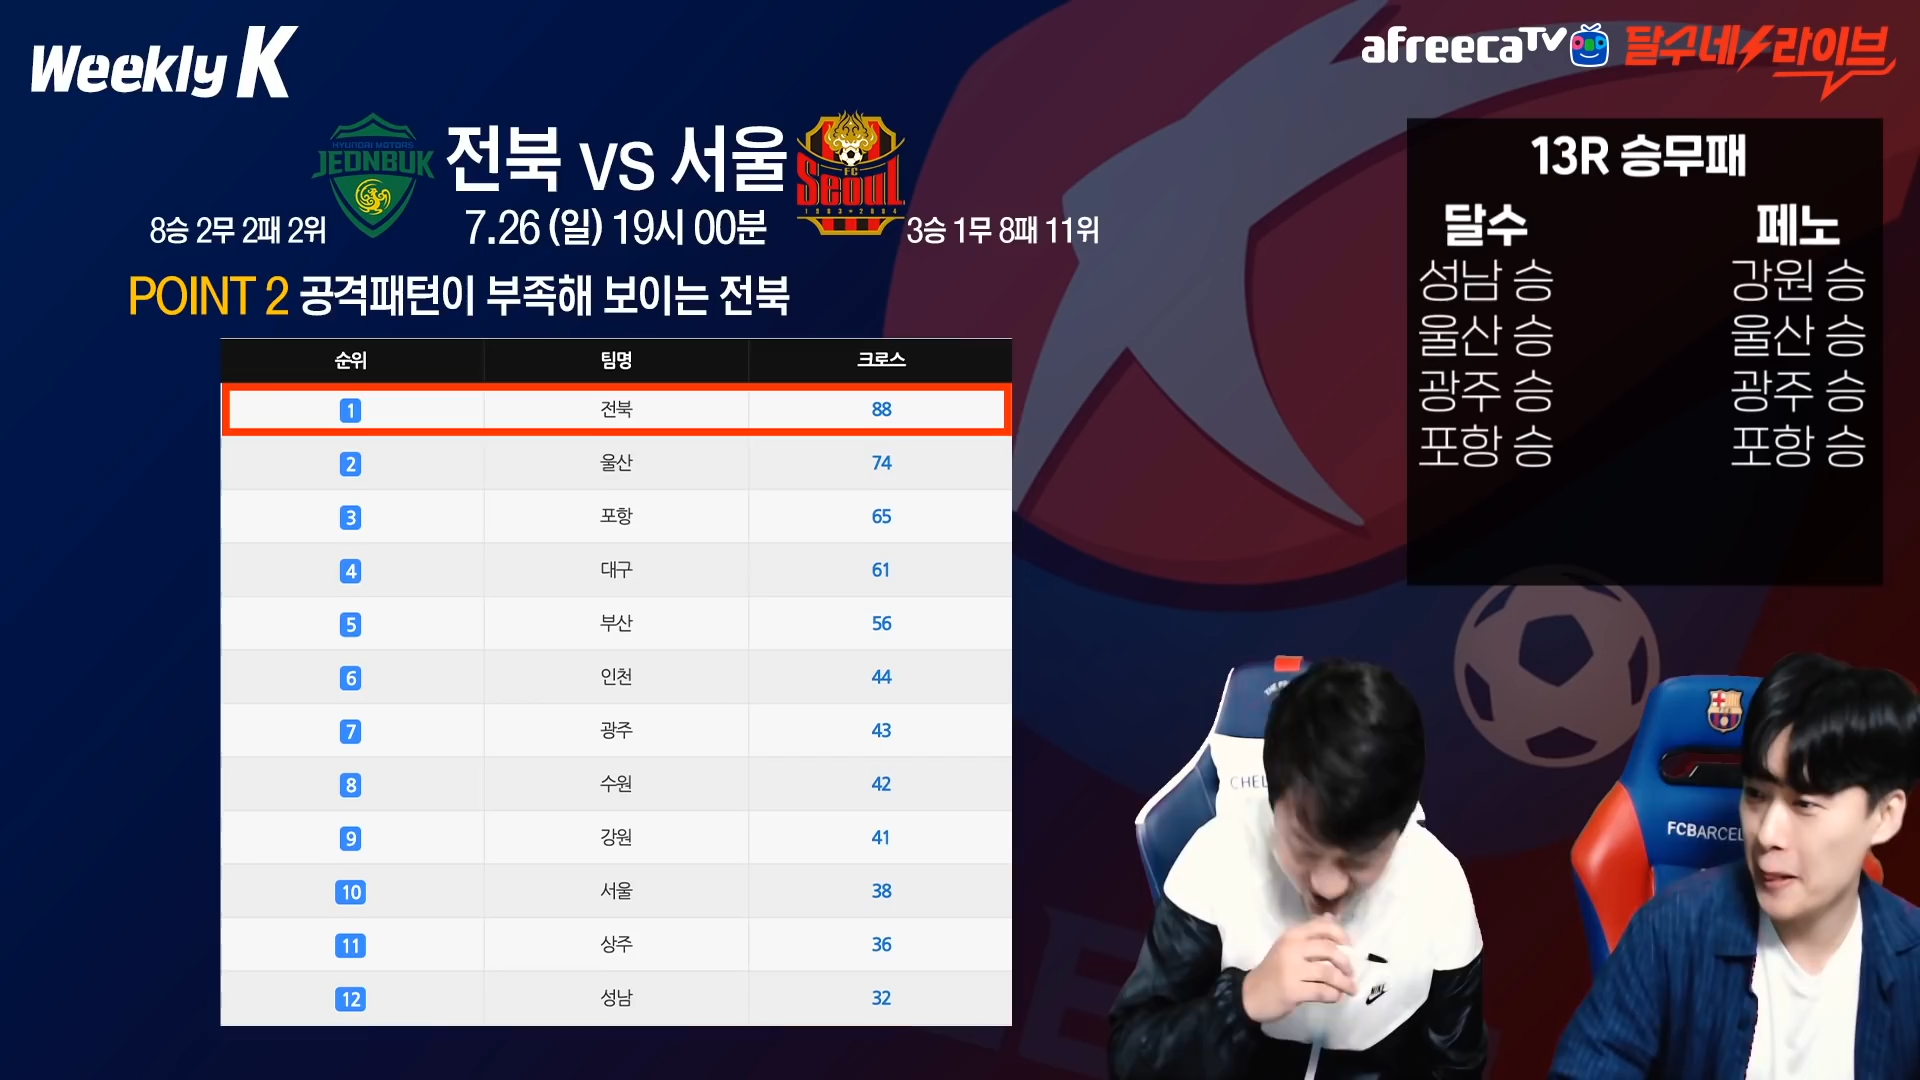 Weekly K
afreecaTV 달수네라이브
HYUNDAI MOTORS
JEONBUK
전북 vs 서울
FC
Seoul
1983*2004
8승 2무 2패 2위
7.26 (일) 19시 00분
3승 1무 8패 11위
POINT 2 공격패턴이 부족해 보이는 전북
순위 팀명 크로스
1 전북 88
2 울산 74
3 포항 65
4 대구 61
5 부산 56
6 인천 44
7 광주 43
8 수원 42
9 강원 41
10 서울 38
11 상주 36
12 성남 32
13R 승무패
달수 페노
성남 승 강원 승
울산 승 울산 승
광주 승 광주 승
포항 승 포항 승
CHEL
NIKE
FCBARCEL